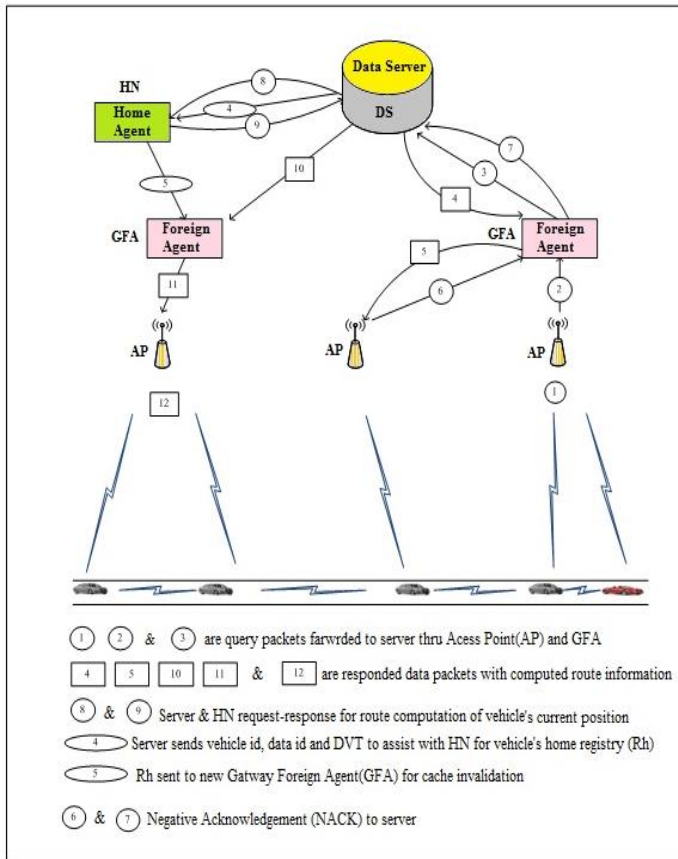 Data Server
DS
HN
Home
Agent
8
4
9
7
3
10
4
5
GFA
Foreign
Agent
GFA
Foreign
Agent
5
6
2
11
AP
AP
AP
12
1
1 2 & 3 are query packets farwrded to server thru Acess Point(AP) and GFA
4 5 10 11 & 12 are responded data packets with computed route information
8 & 9 Server & HN request-response for route computation of vehicle's current position
4 Server sends vehicle id, data id and DVT to assist with HN for vehicle's home registry (Rh)
5 Rh sent to new Gatway Foreign Agent(GFA) for cache invalidation
6 & 7 Negative Acknowledgement (NACK) to server